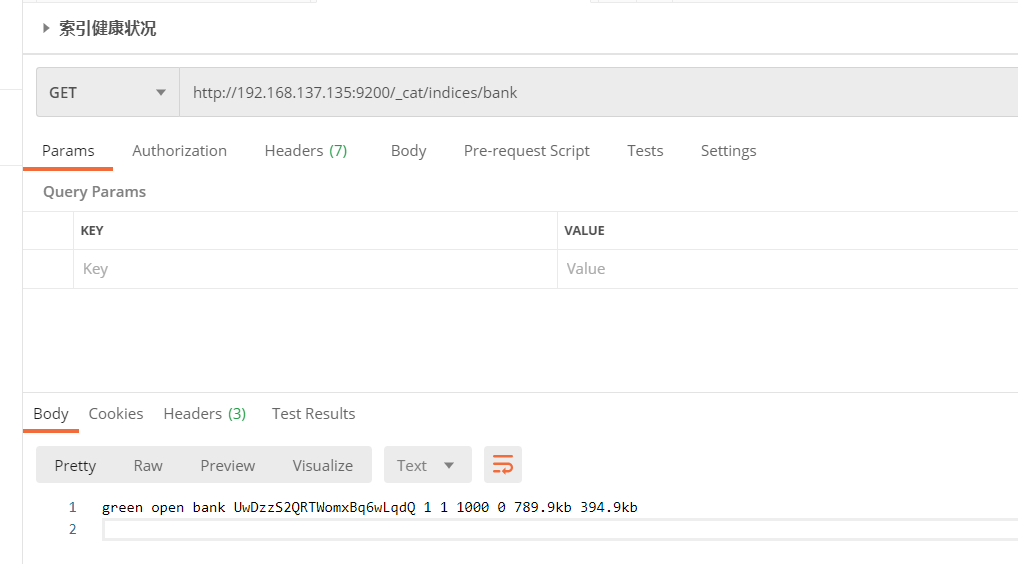 索引健康状况
GET http://192.168.137.135:9200/_cat/indices/bank
Params Authorization Headers (7) Body Pre-request Script Tests Settings
Query Params
KEY VALUE
Key Value
Body Cookies Headers (3) Test Results
Pretty Raw Preview Visualize Text
1 green open bank UwDzzS2QRTWomxBq6wLqdQ 1 1 1000 0 789.9kb 394.9kb
2